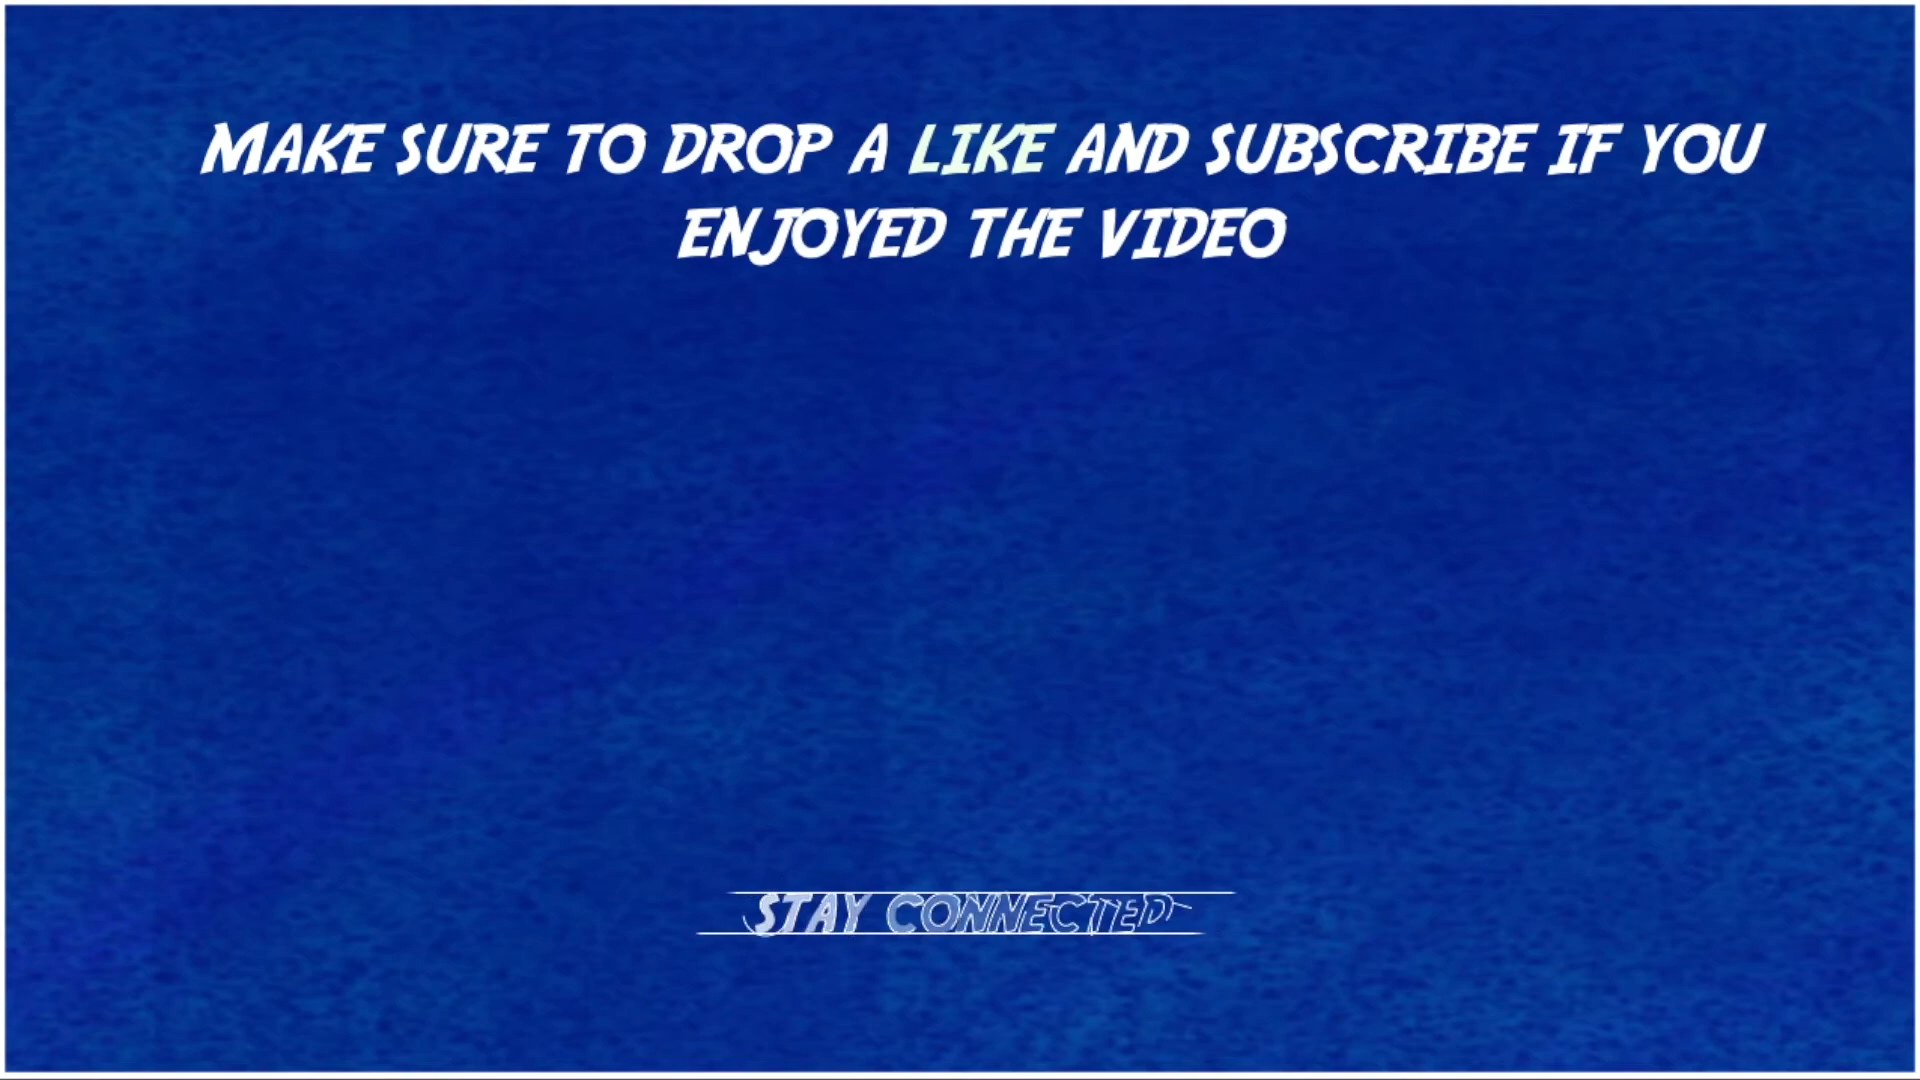 MAKE SURE TO DROP A LIKE AND SUBSCRIBE IF YOU
ENJOYED THE VIDEO
STAY CONNECTED